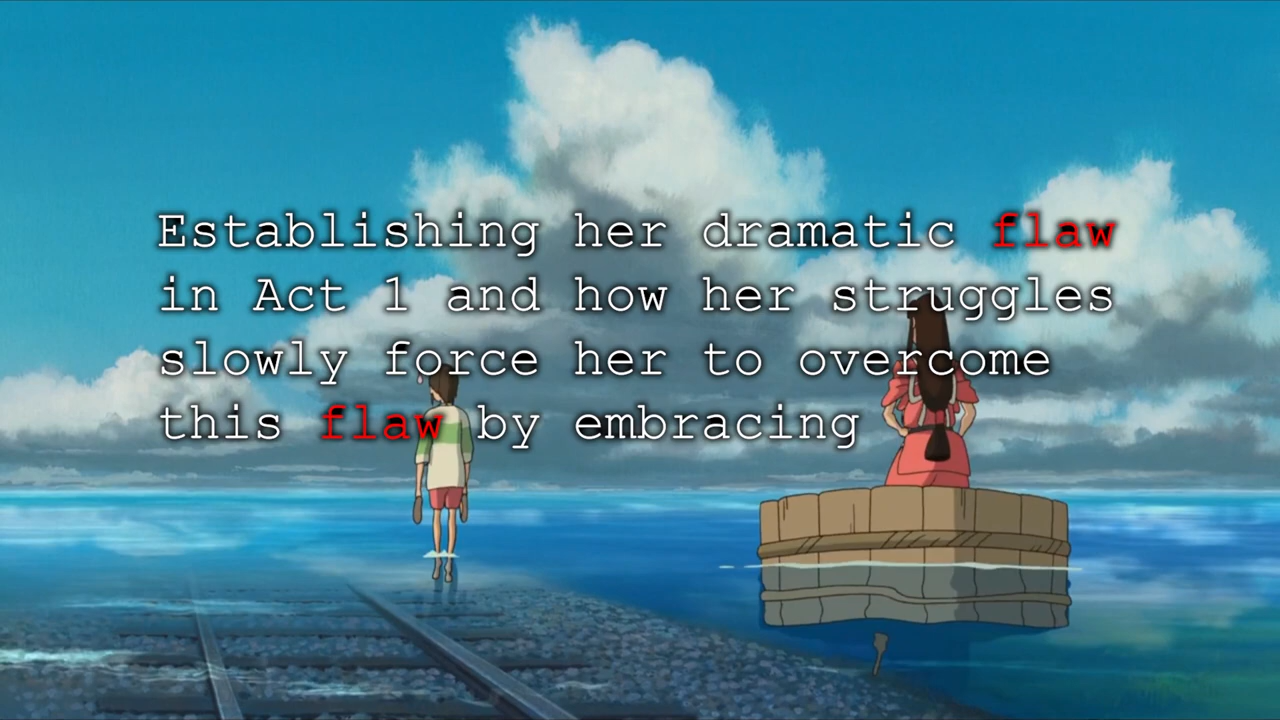 Establishing her dramatic flaw
in Act 1 and how her struggles
slowly force her to overcome
this flaw by embracing